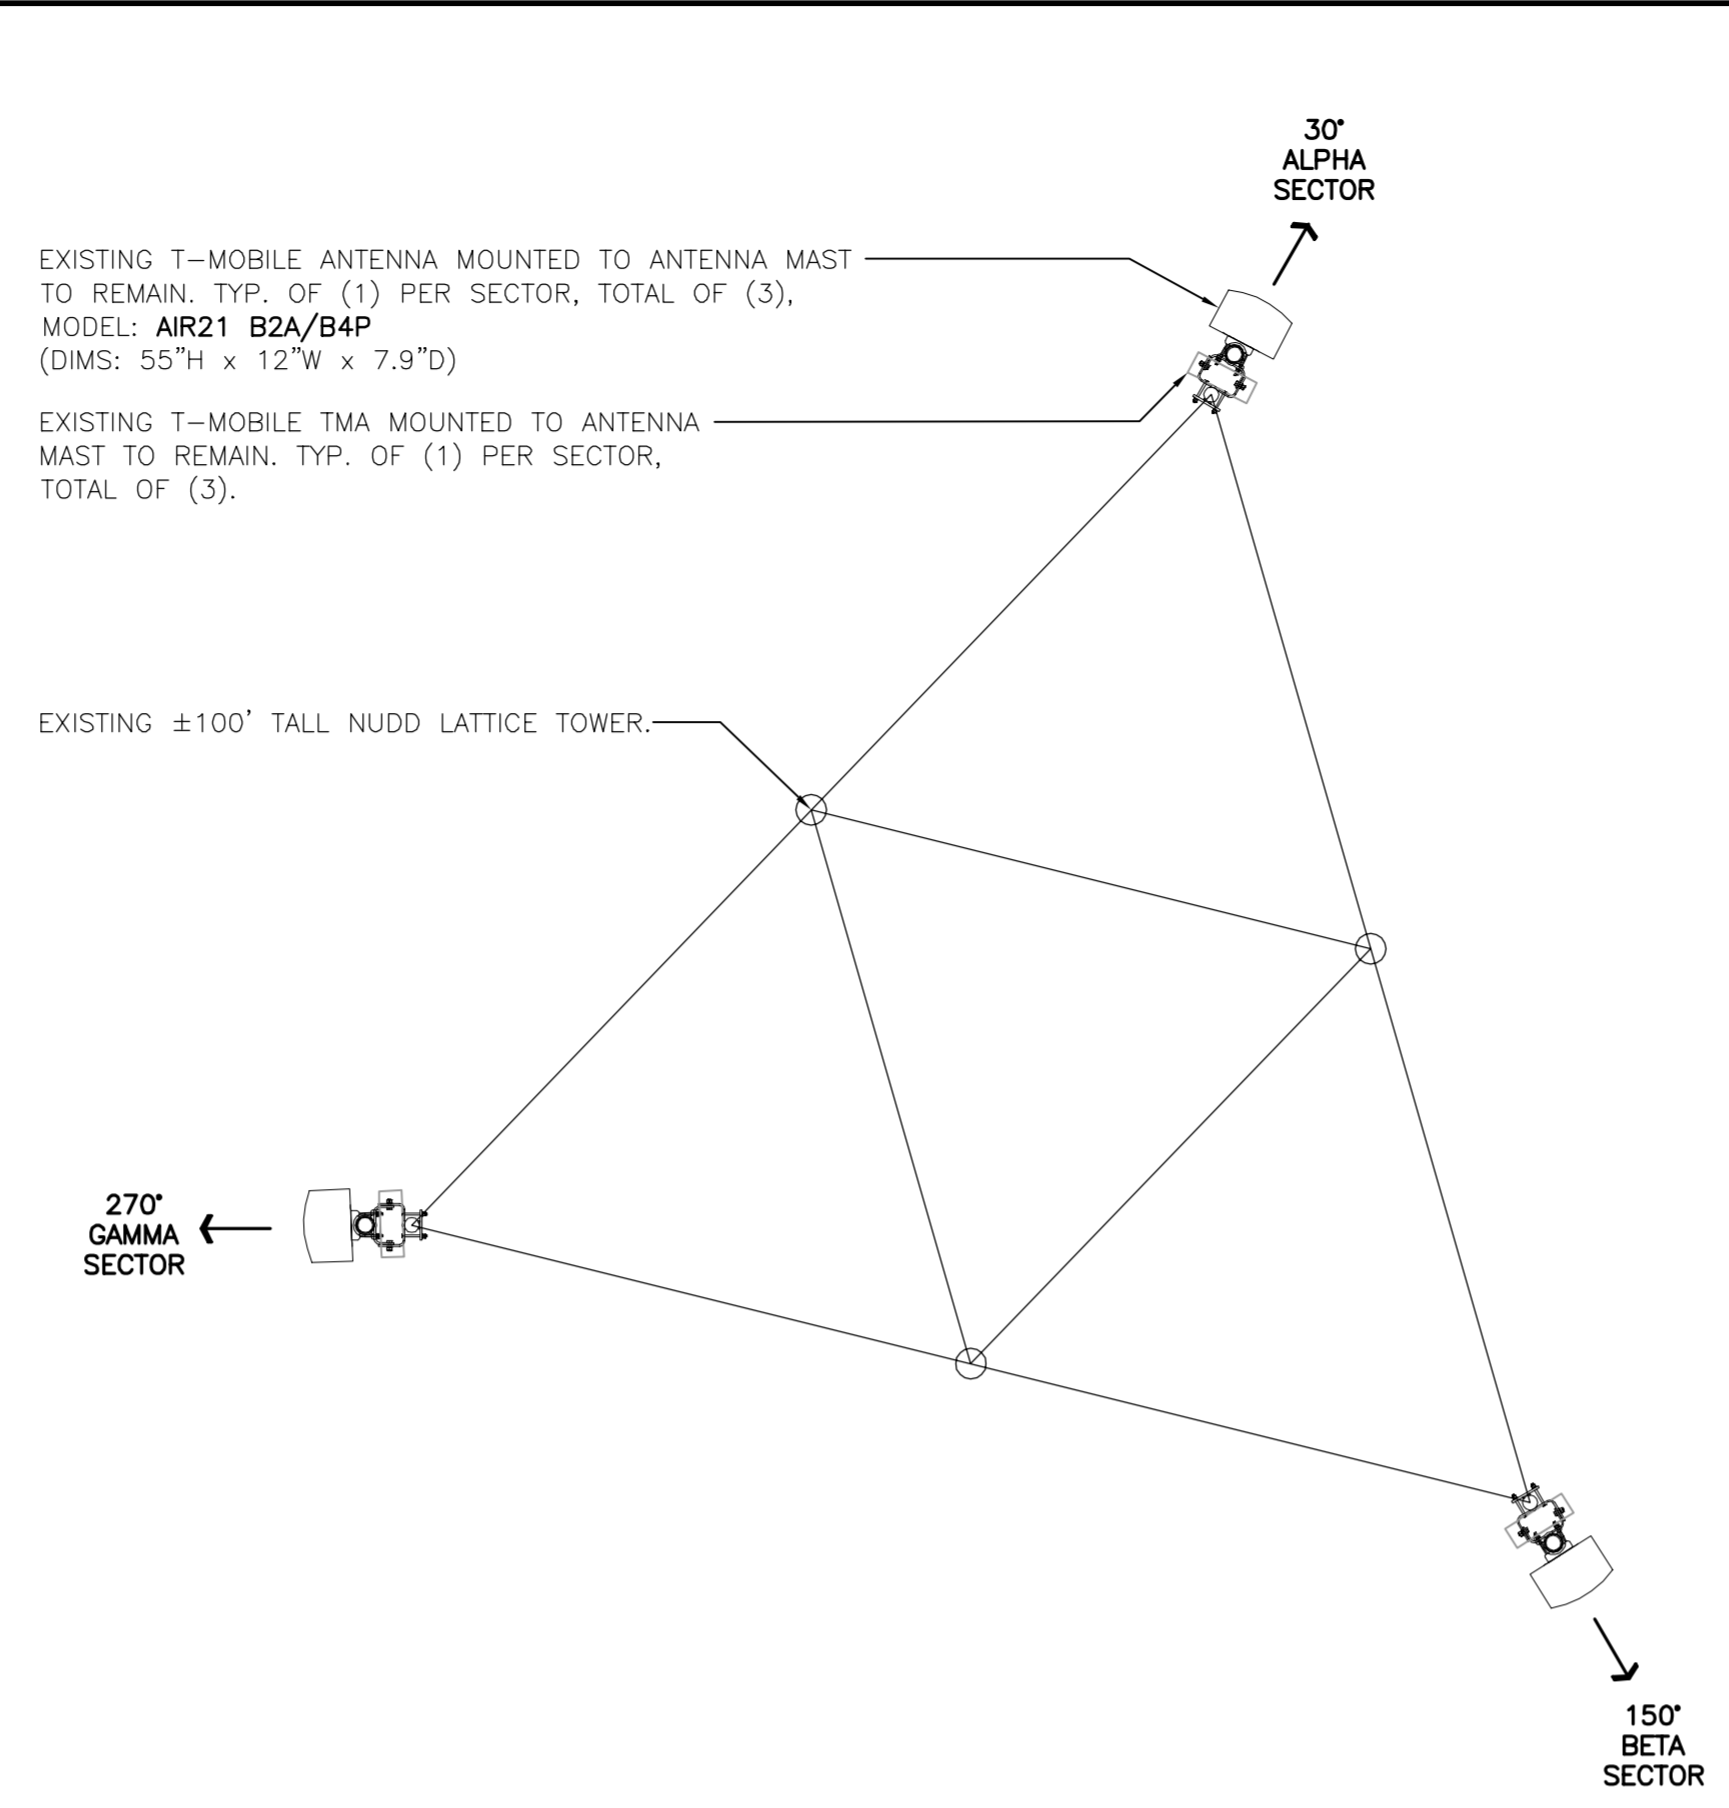 30°
ALPHA
SECTOR
EXISTING T-MOBILE ANTENNA MOUNTED TO ANTENNA MAST
TO REMAIN. TYP. OF (1) PER SECTOR, TOTAL OF (3),
MODEL: AIR21 B2A/B4P
(DIMS: 55"H x 12"W x 7.9"D)
EXISTING T-MOBILE TMA MOUNTED TO ANTENNA
MAST TO REMAIN. TYP. OF (1) PER SECTOR,
TOTAL OF (3).
EXISTING ±100' TALL NUDD LATTICE TOWER.
270°
GAMMA
SECTOR
150°
BETA
SECTOR